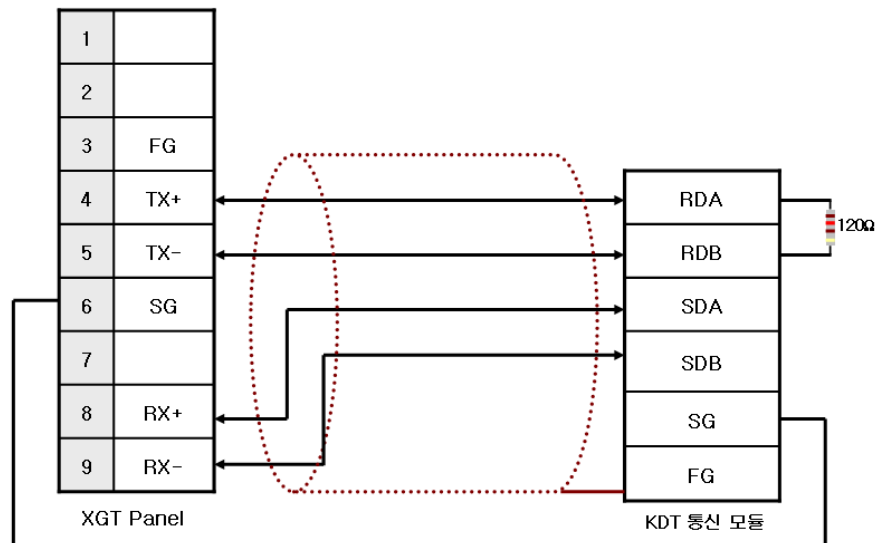 1
2
3 FG
4 TX+
5 TX-
6 SG
7
8 RX+
9 RX-
XGT Panel
RDA
RDB
SDA
SDB
SG
FG
KDT 통신 모듈
120Ω